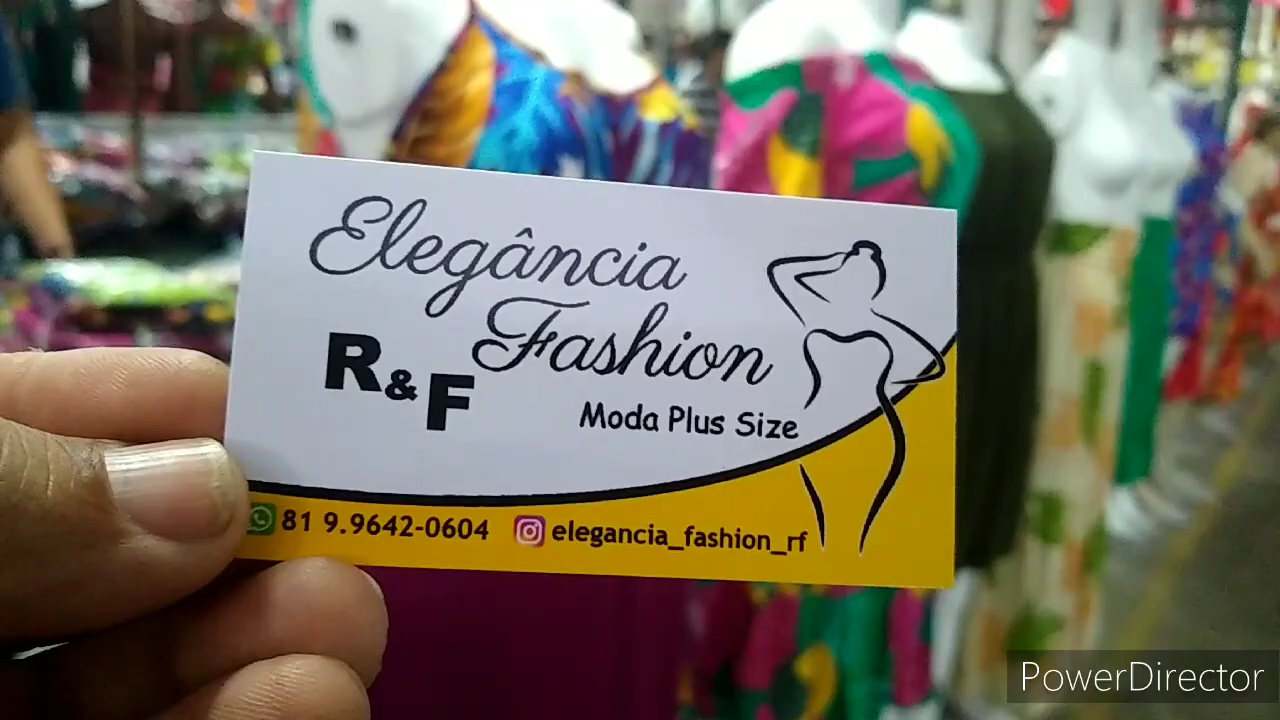 Elegância
Fashion
R&F
Moda Plus Size
81 9.9642-0604 elegancia_fashion_rf
PowerDirector